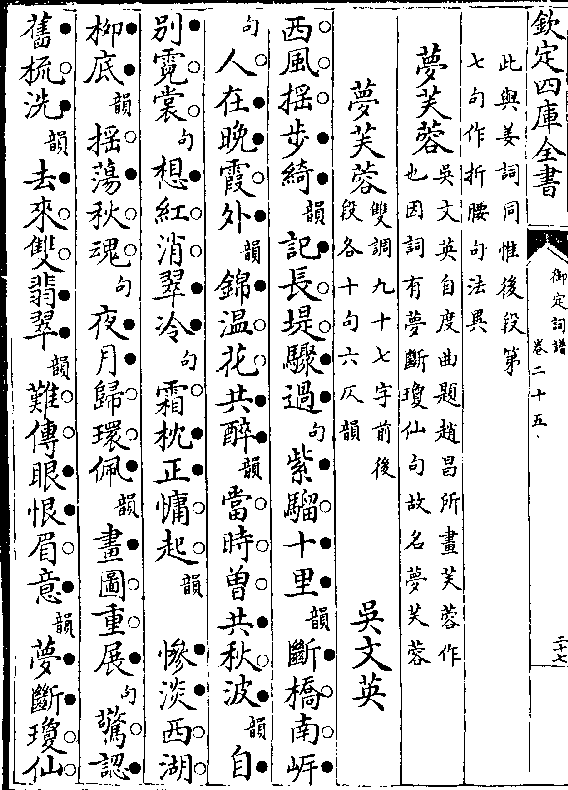 欽定四庫全書
御定詞譜
卷二十五
二十七
此與姜詞同惟後段第
七句作折腰句法異
夢芙蓉 吳文英自度曲題趙昌所畫芙蓉作
也因詞有夢斷瓊仙句故名夢芙蓉
夢芙蓉 雙調九十七字前後
段各十句六仄韻 吳文英
西風揺步綺韻記長堤驟過句紫騮十里韻斷橋南岸
句人在晚霞外韻錦溫花共醉韻當時曾共秋波韻自
別霓裳句想紅消翠冷句霜枕正慵起韻 慘淡西湖
柳底韻揺蕩秋魂句夜月歸環佩韻畫圖重展句驚認
舊梳洗韻去來雙翡翠韻難傳眼恨眉意韻夢斷瓊仙